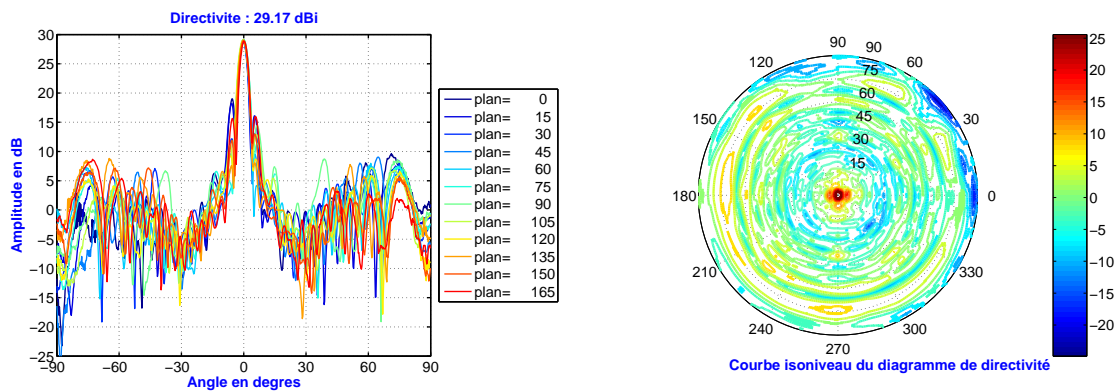 Directivite : 29.17 dBi
Amplitude en dB
30
25
20
15
10
5
0
−5
−10
−15
−20
−25
−90 −60 −30 0 30 60 90
Angle en degres
plan= 0
plan= 15
plan= 30
plan= 45
plan= 60
plan= 75
plan= 90
plan= 105
plan= 120
plan= 135
plan= 150
plan= 165
90
90
120
60
75
60
45
150
30
30
15
180
0
210
330
240
300
270
Courbe isoniveau du diagramme de directivité
25
20
15
10
5
0
−5
−10
−15
−20